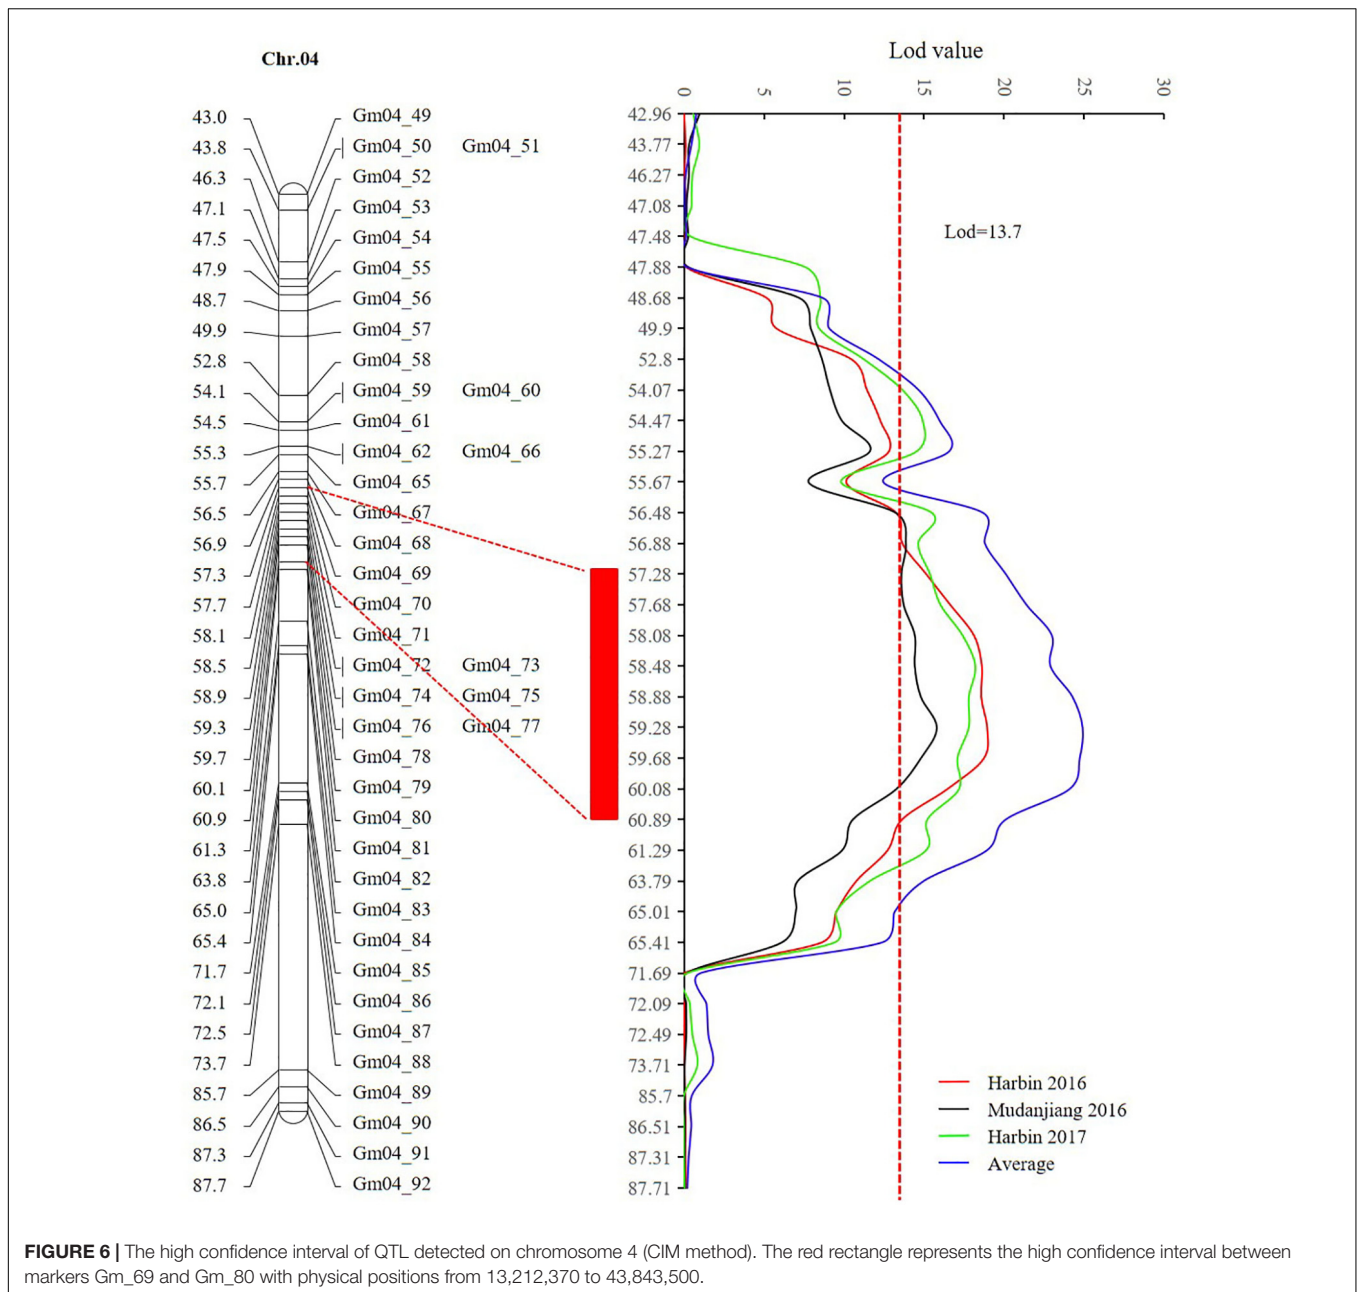 Lod value
Chr.04
0 5 10 15 20 25 30
43.0 Gm04_49 42.96
43.8 Gm04_50 Gm04_51 43.77
46.3 Gm04_52 46.27
47.1 Gm04_53 47.08
47.5 Gm04_54 47.48
Lod=13.7
47.9 Gm04_55 47.88
48.7 Gm04_56 48.68
49.9 Gm04_57 49.9
52.8 Gm04_58 52.8
54.1 Gm04_59 Gm04_60 54.07
54.5 Gm04_61 54.47
55.3 Gm04_62 Gm04_66 55.27
55.7 Gm04_65 55.67
56.5 Gm04_67 56.48
56.9 Gm04_68 56.88
57.3 Gm04_69 57.28
57.7 Gm04_70 57.68
58.1 Gm04_71 58.08
58.5 Gm04_72 Gm04_73 58.48
58.9 Gm04_74 Gm04_75 58.88
59.3 Gm04_76 Gm04_77 59.28
59.7 Gm04_78 59.68
60.1 Gm04_79 60.08
60.9 Gm04_80 60.89
61.3 Gm04_81 61.29
63.8 Gm04_82 63.79
65.0 Gm04_83 65.01
65.4 Gm04_84 65.41
71.7 Gm04_85 71.69
72.1 Gm04_86 72.09
72.5 Gm04_87 72.49
73.7 Gm04_88 73.71
85.7 Gm04_89 85.7
86.5 Gm04_90 86.51
87.3 Gm04_91 87.31
87.7 Gm04_92 87.71
Harbin 2016
Mudanjiang 2016
Harbin 2017
Average
FIGURE 6 | The high confidence interval of QTL detected on chromosome 4 (CIM method). The red rectangle represents the high confidence interval between
markers Gm_69 and Gm_80 with physical positions from 13,212,370 to 43,843,500.